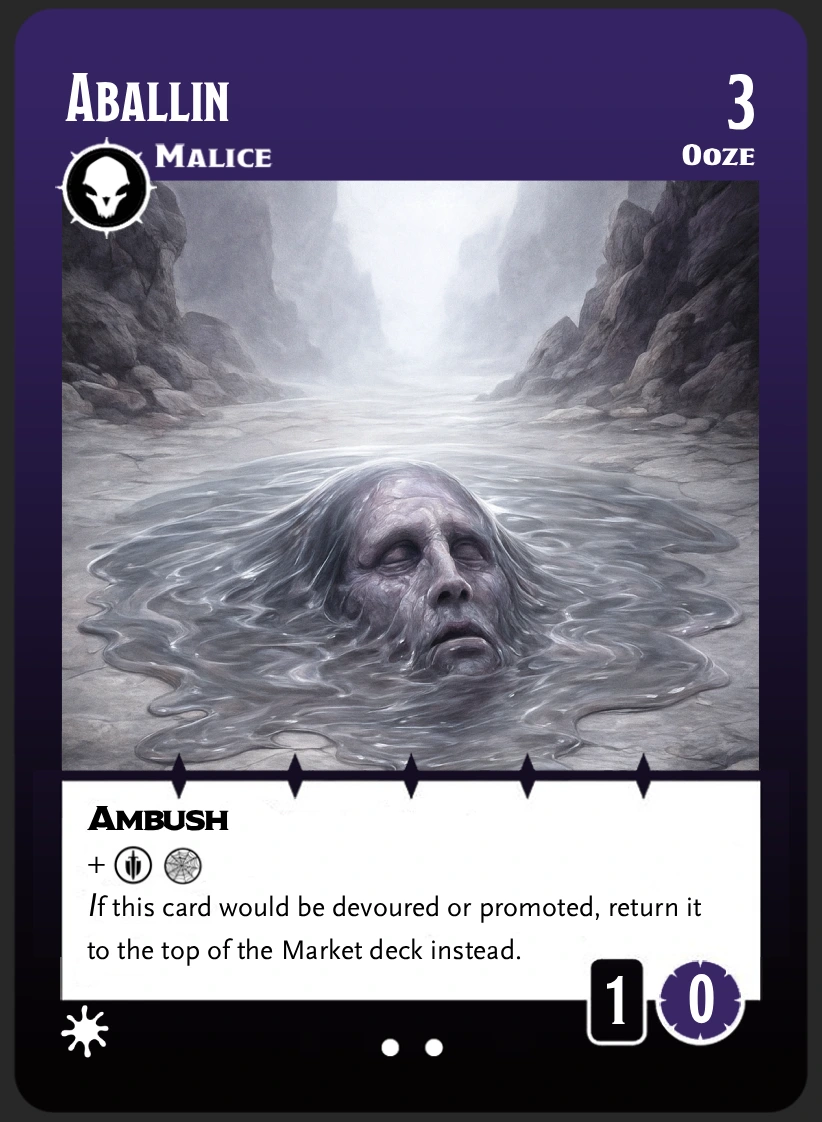 Aballin
3
Malice
Ooze
Ambush
+
If this card would be devoured or promoted, return it
to the top of the Market deck instead.
1 0